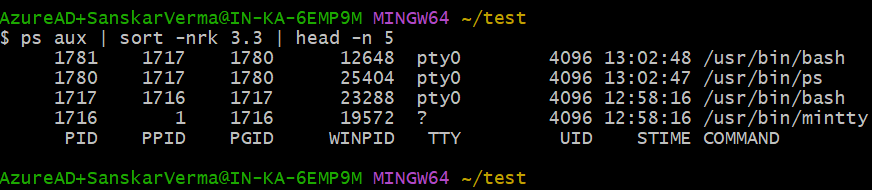 AzureAD+SanskarVerma@IN-KA-6EMP9M MINGW64 ~/test
$ ps aux | sort -nrk 3.3 | head -n 5
1781 1717 1780 12648 pty0 4096 13:02:48 /usr/bin/bash
1780 1717 1780 25404 pty0 4096 13:02:47 /usr/bin/ps
1717 1716 1717 23288 pty0 4096 12:58:16 /usr/bin/bash
1716 1 1716 19572 ? 4096 12:58:16 /usr/bin/mintty
PID PPID PGID WINPID TTY UID STIME COMMAND
AzureAD+SanskarVerma@IN-KA-6EMP9M MINGW64 ~/test